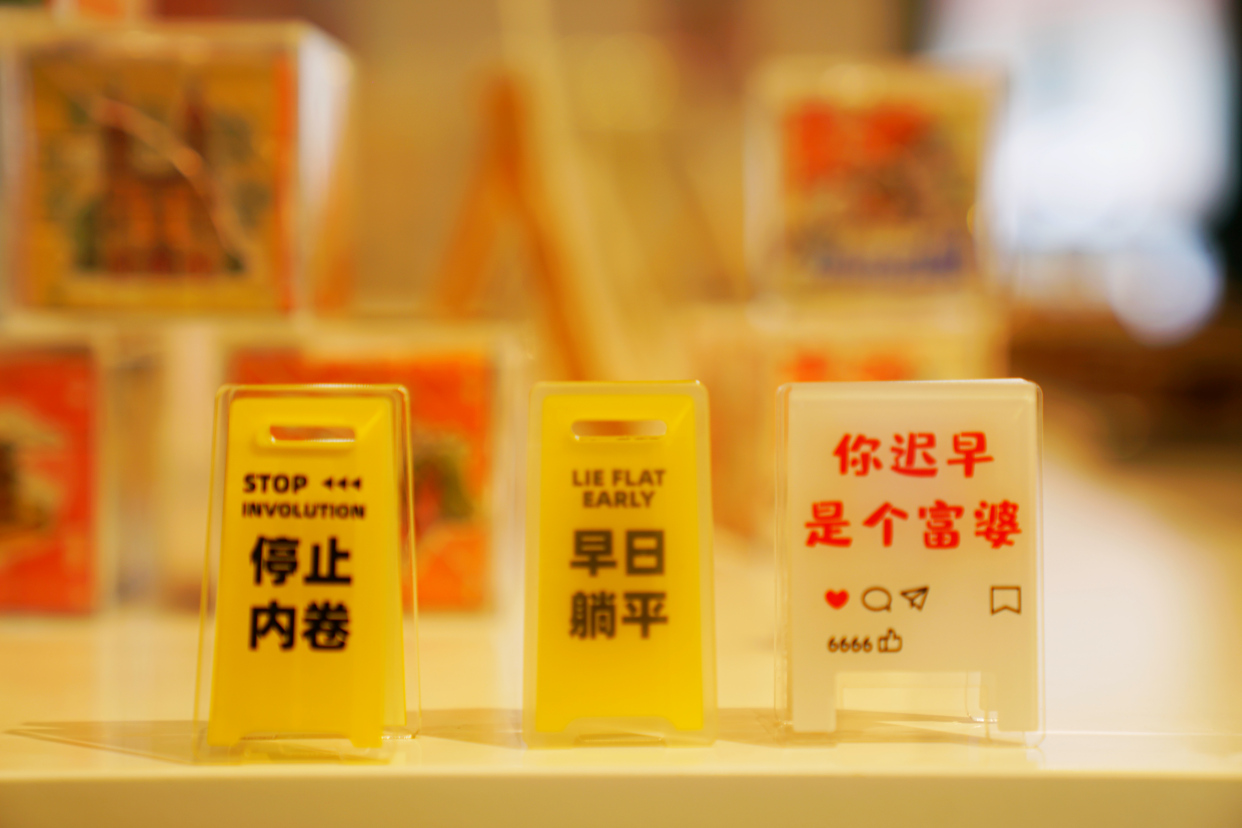 STOP
INVOLUTION
停止
内卷
LIE FLAT
EARLY
早日
躺平
你迟早
是个富婆
6666